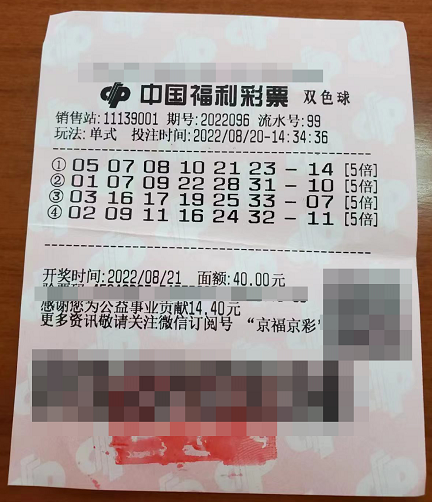 中国福利彩票 双色球
销售站:11139001 期号:2022096 流水号:99
玩法:单式 投注时间:2022/08/20-14:34:36
① 05 07 08 10 21 23 - 14 [5倍]
② 01 07 09 22 28 31 - 10 [5倍]
③ 03 16 17 19 25 33 - 07 [5倍]
④ 02 09 11 16 24 32 - 11 [5倍]
开奖时间:2022/08/21 面额:40.00元
感谢您为公益事业贡献14.40元
更多资讯敬请关注微信订阅号 “京福京彩”